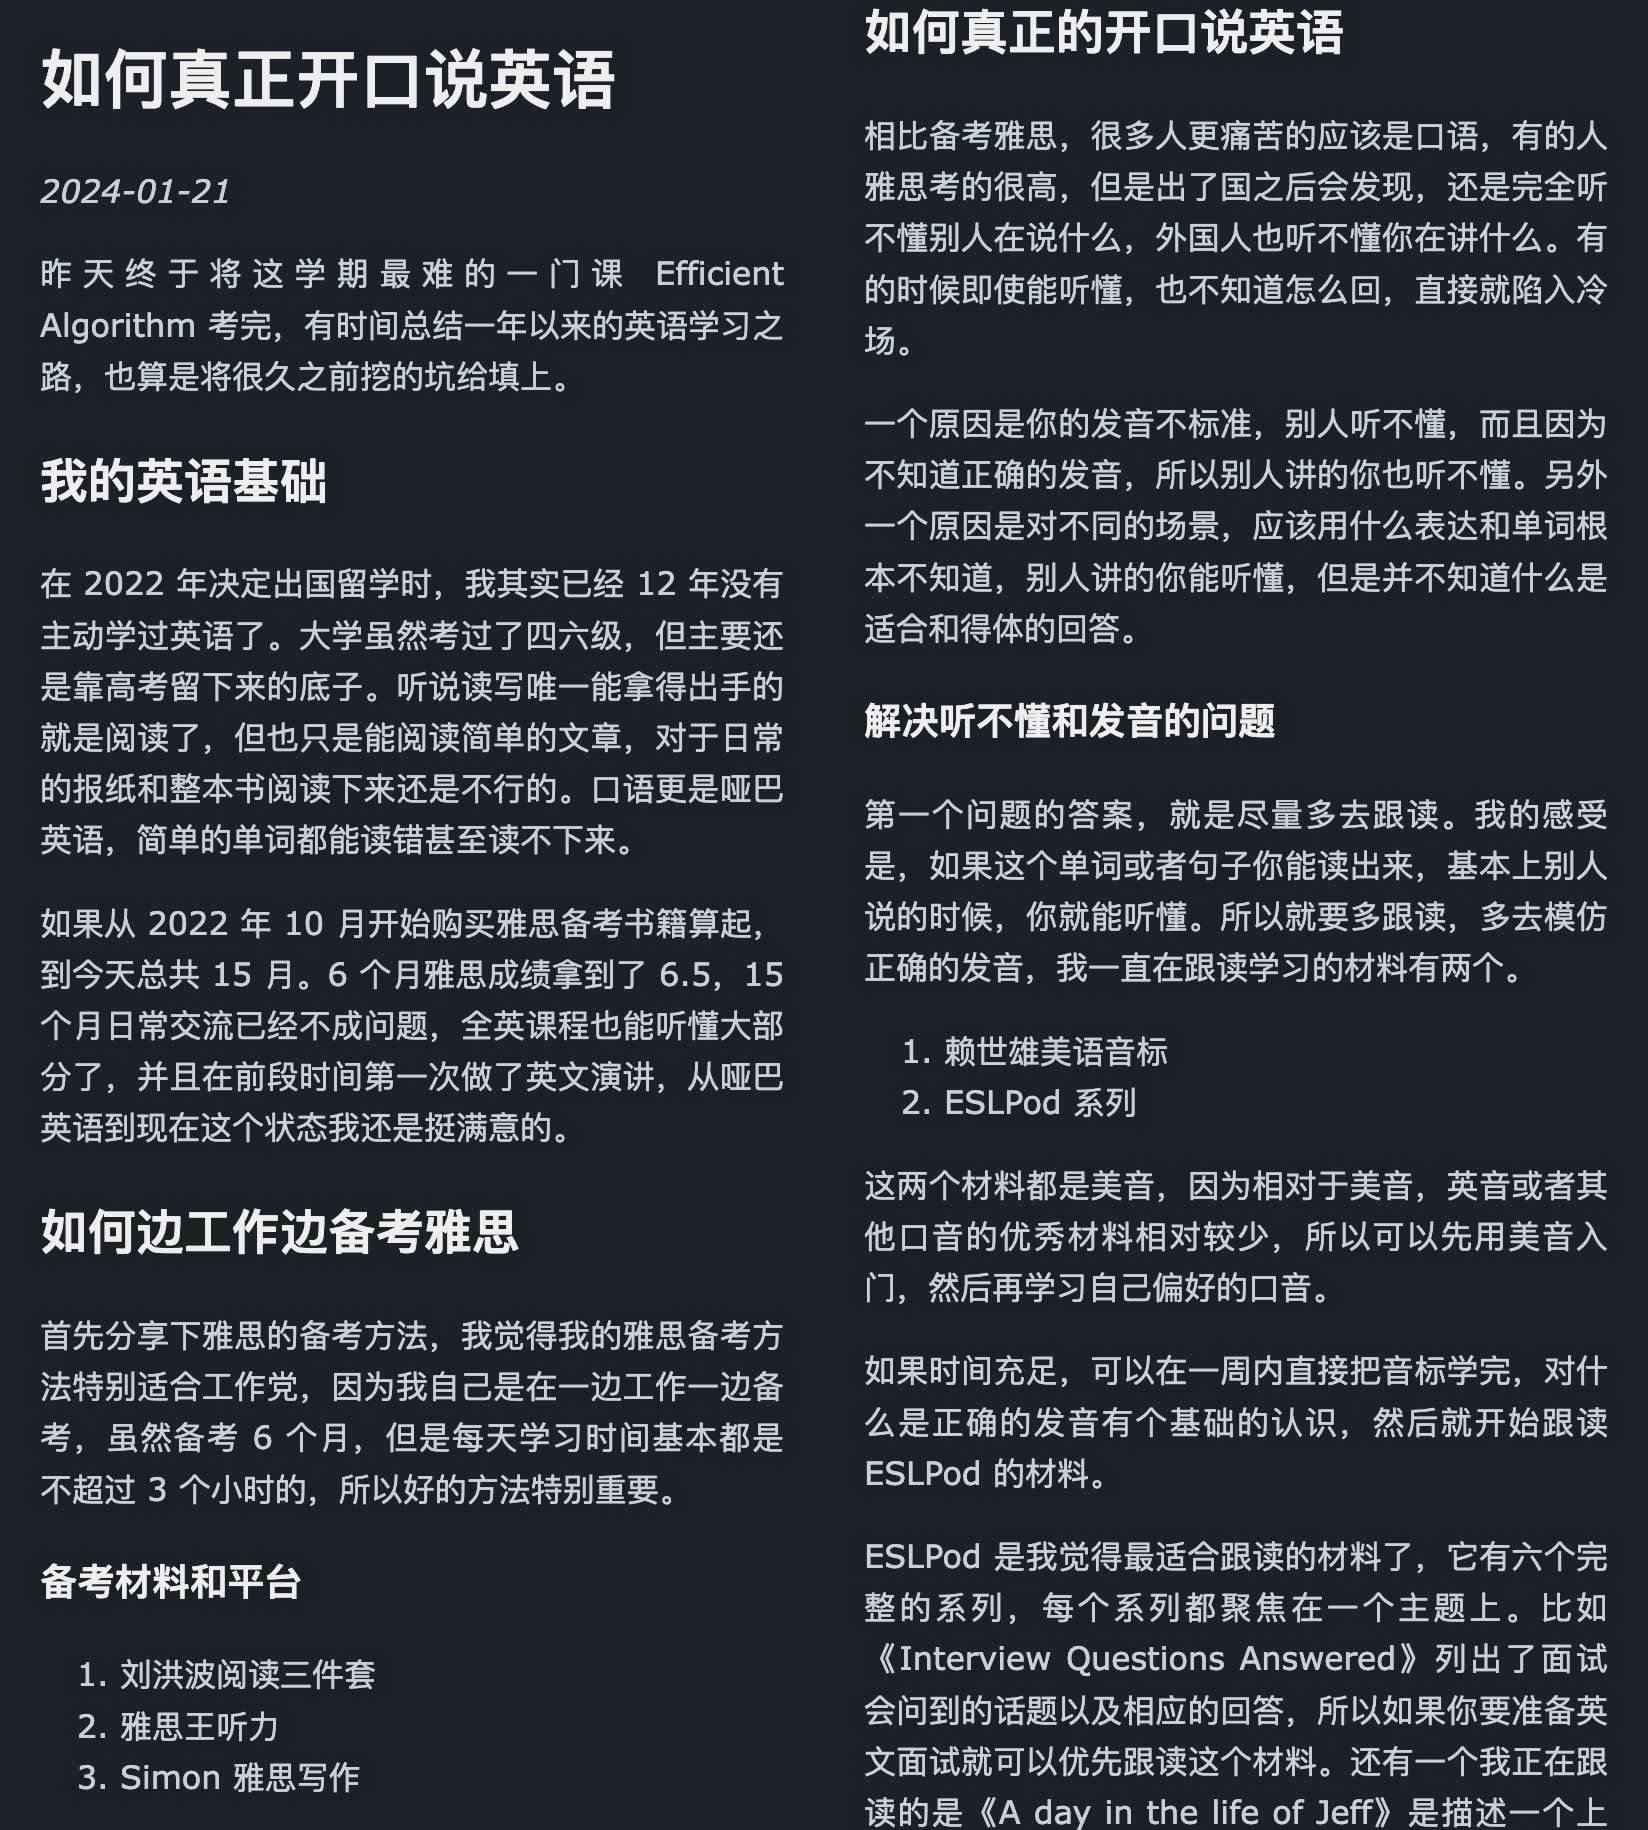 如何真正开口说英语
2024-01-21
昨天终于将这学期最难的一门课 Efficient
Algorithm 考完，有时间总结一年以来的英语学习之
路，也算是将很久之前挖的坑给填上。
我的英语基础
在 2022 年决定出国留学时，我其实已经 12 年没有
主动学过英语了。大学虽然考过了四六级，但主要还
是靠高考留下来的底子。听说读写唯一能拿得出手的
就是阅读了，但也只是能阅读简单的文章，对于日常
的报纸和整本书阅读下来还是不行的。口语更是哑巴
英语，简单的单词都能读错甚至读不下来。
如果从 2022 年 10 月开始购买雅思备考书籍算起，
到今天总共 15 月。6 个月雅思成绩拿到了 6.5，15
个月日常交流已经不成问题，全英课程也能听懂大部
分了，并且在前段时间第一次做了英文演讲，从哑巴
英语到现在这个状态我还是挺满意的。
如何边工作边备考雅思
首先分享下雅思的备考方法，我觉得我的雅思备考方
法特别适合工作党，因为我自己是在一边工作一边备
考，虽然备考 6 个月，但是每天学习时间基本都是
不超过 3 个小时的，所以好的方法特别重要。
备考材料和平台
1. 刘洪波阅读三件套
2. 雅思王听力
3. Simon 雅思写作
如何真正的开口说英语
相比备考雅思，很多人更痛苦的应该是口语，有的人
雅思考的很高，但是出了国之后会发现，还是完全听
不懂别人在说什么，外国人也听不懂你在讲什么。有
的时候即使能听懂，也不知道怎么回，直接就陷入冷
场。
一个原因是你的发音不标准，别人听不懂，而且因为
不知道正确的发音，所以别人讲的你也听不懂。另外
一个原因是对不同的场景，应该用什么表达和单词根
本不知道，别人讲的你能听懂，但是并不知道什么是
适合和得体的回答。
解决听不懂和发音的问题
第一个问题的答案，就是尽量多去跟读。我的感受
是，如果这个单词或者句子你能读出来，基本上别人
说的时候，你就能听懂。所以就要多跟读，多去模仿
正确的发音，我一直在跟读学习的材料有两个。
1. 赖世雄美语音标
2. ESLPod 系列
这两个材料都是美音，因为相对于美音，英音或者其
他口音的优秀材料相对较少，所以可以先用美音入
门，然后再学习自己偏好的口音。
如果时间充足，可以在一周内直接把音标学完，对什
么是正确的发音有个基础的认识，然后就开始跟读
ESLPod 的材料。
ESLPod 是我觉得最适合跟读的材料了，它有六个完
整的系列，每个系列都聚焦在一个主题上。比如
《Interview Questions Answered》列出了面试
会问到的话题以及相应的回答，所以如果你要准备英
文面试就可以优先跟读这个材料。还有一个我正在跟
读的是《A day in the life of Jeff》是描述一个上